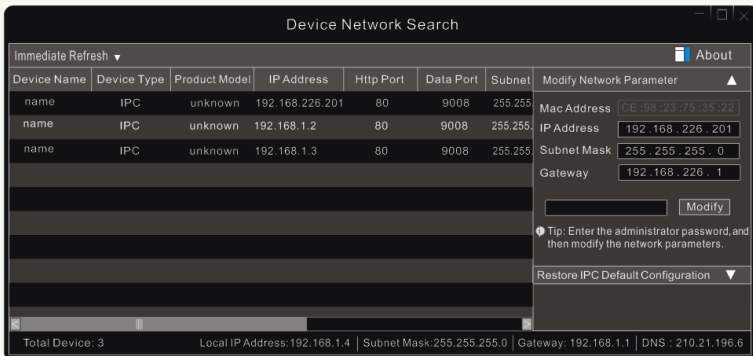 Device Network Search
Immediate Refresh
About
Device Name Device Type Product Model IP Address Http Port Data Port Subnet
name IPC unknown 192.168.226.201 80 9008 255.255.
name IPC unknown 192.168.1.2 80 9008 255.255.
name IPC unknown 192.168.1.3 80 9008 255.255.
Modify Network Parameter
Mac Address CE:98:23:75:35:22
IP Address 192.168.226.201
Subnet Mask 255.255.255.0
Gateway 192.168.226.1
Modify
Tip: Enter the administrator password,and
then modify the network parameters.
Restore IPC Default Configuration
Total Device: 3 Local IP Address:192.168.1.4 Subnet Mask:255.255.255.0 Gateway: 192.168.1.1 DNS : 210.21.196.6